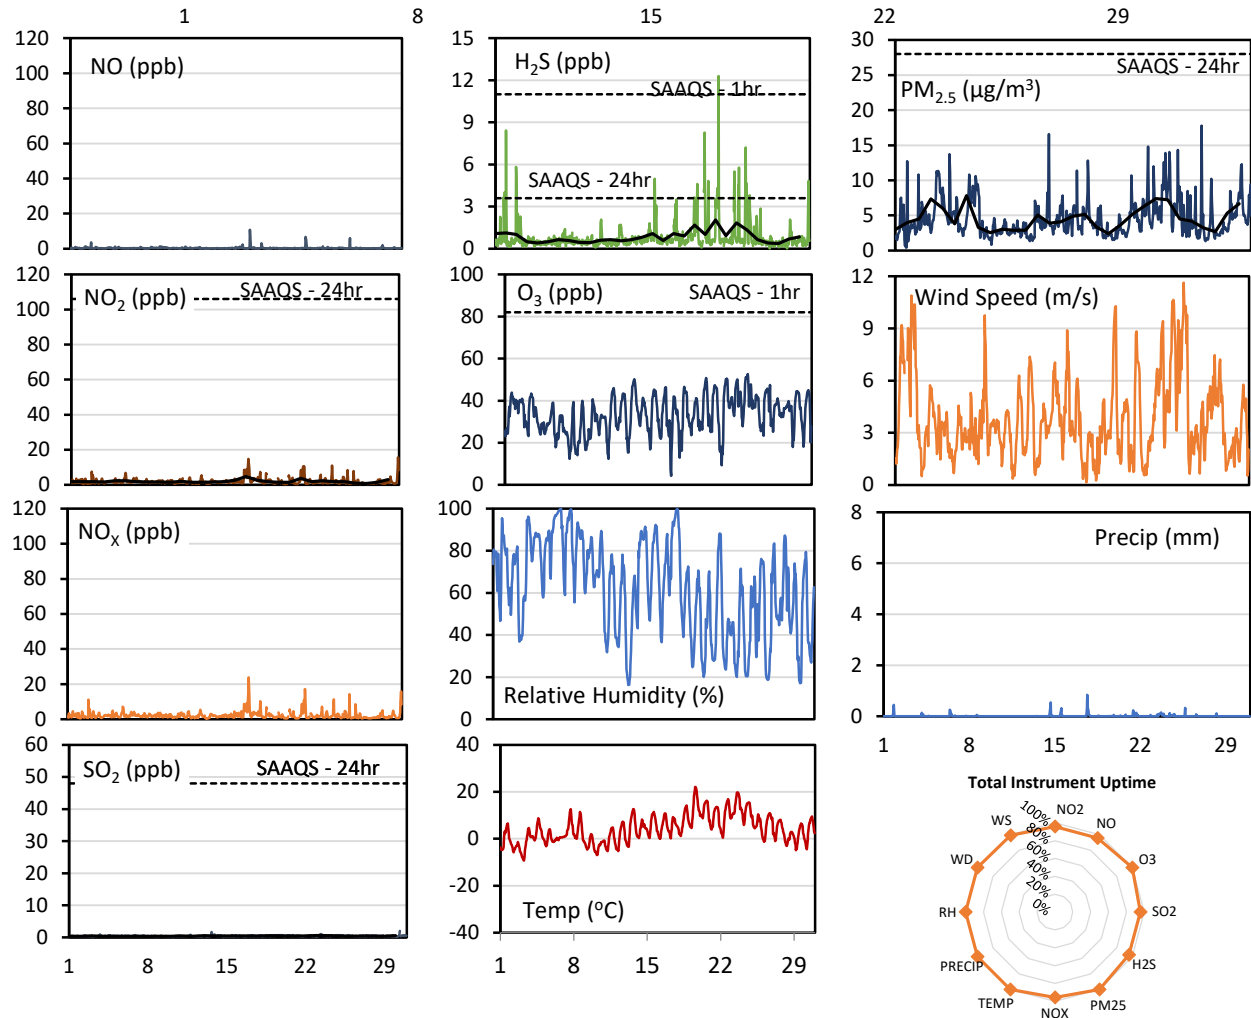 1 8 15 22 29
120
100
80
60
40
20
0
NO (ppb)
15
12
9
6
3
0
H₂S (ppb)
SAAQS - 1hr
SAAQS - 24hr
30
25
20
15
10
5
0
SAAQS - 24hr
PM₂.₅ (µg/m³)
120
100
80
60
40
20
0
NO₂ (ppb)
SAAQS - 24hr
100
80
60
40
20
0
O₃ (ppb)
SAAQS - 1hr
12
9
6
3
0
Wind Speed (m/s)
120
100
80
60
40
20
0
NOX (ppb)
100
80
60
40
20
0
Relative Humidity (%)
8
6
4
2
0
Precip (mm)
1 8 15 22 29
60
50
40
30
20
10
0
SO₂ (ppb)
SAAQS - 24hr
1 8 15 22 29
40
20
0
-20
-40
Temp (°C)
1 8 15 22 29
Total Instrument Uptime
100%
80%
60%
40%
20%
0%
NO2
NO
O3
SO2
H2S
PM25
NOX
TEMP
PRECIP
RH
WD
WS